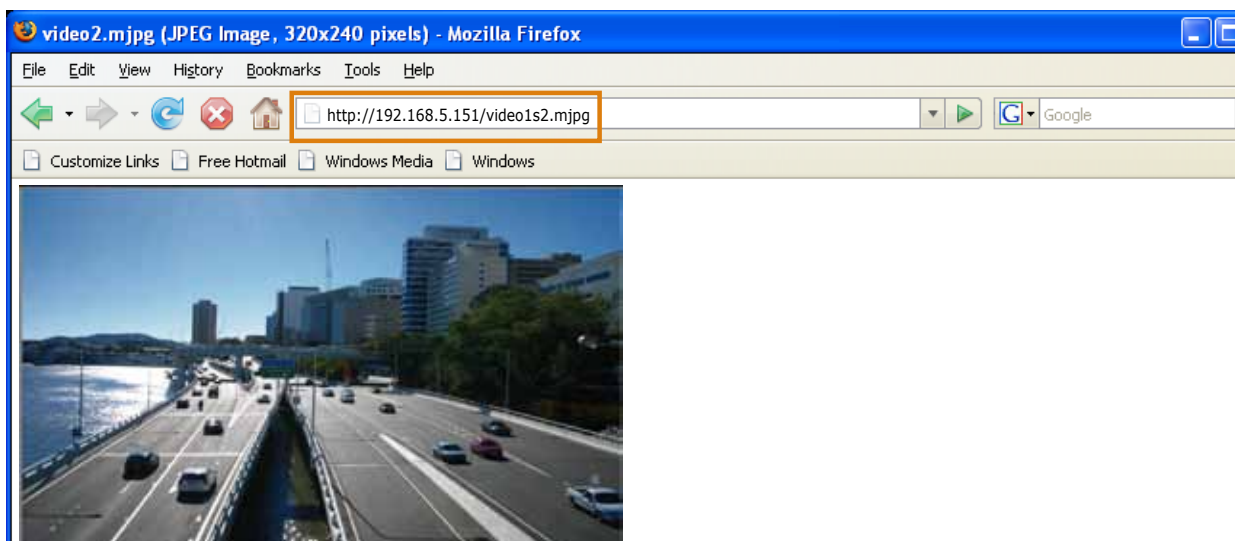 video2.mjpg (JPEG Image, 320x240 pixels) - Mozilla Firefox
File Edit View History Bookmarks Tools Help
http://192.168.5.151/video1s2.mjpg G Google
Customize Links Free Hotmail Windows Media Windows